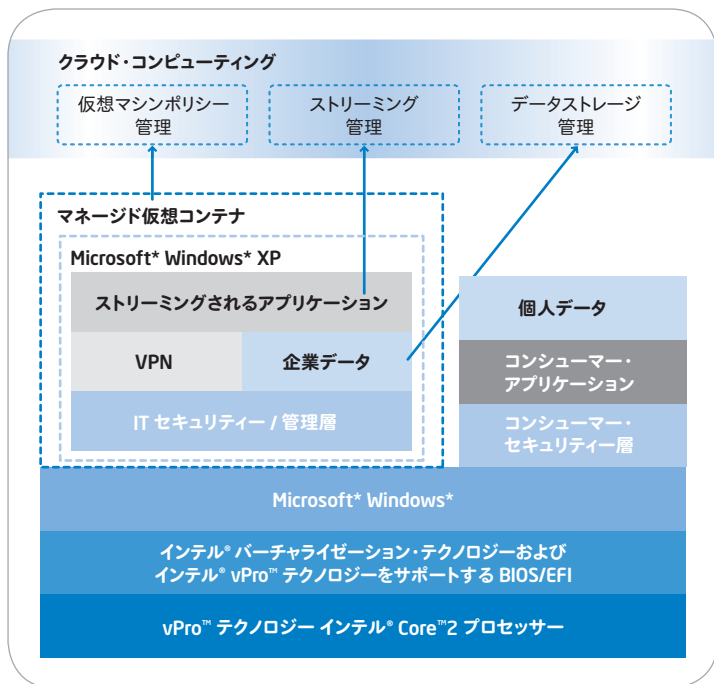 クラウド・コンピューティング
仮想マシンポリシー
管理
ストリーミング
管理
データストレージ
管理
マネージド仮想コンテナ
Microsoft* Windows* XP
ストリーミングされるアプリケーション
VPN
企業データ
IT セキュリティー / 管理層
個人データ
コンシューマー・
アプリケーション
コンシューマー・
セキュリティー層
Microsoft* Windows*
インテル® バーチャライゼーション・テクノロジーおよび
インテル® vPro™ テクノロジーをサポートする BIOS/EFI
vPro™ テクノロジー インテル® Core™2 プロセッサー